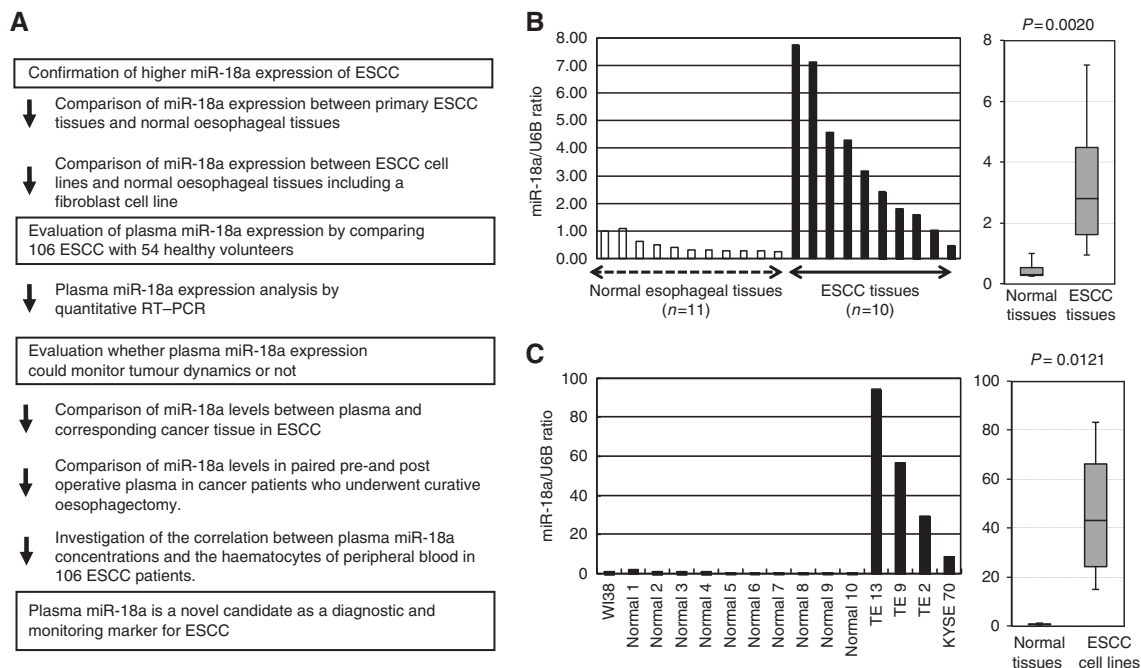 A
Confirmation of higher miR-18a expression of ESCC
Comparison of miR-18a expression between primary ESCC
tissues and normal oesophageal tissues
Comparison of miR-18a expression between ESCC cell
lines and normal oesophageal tissues including a
fibroblast cell line
Evaluation of plasma miR-18a expression by comparing
106 ESCC with 54 healthy volunteers
Plasma miR-18a expression analysis by
quantitative RT–PCR
Evaluation whether plasma miR-18a expression
could monitor tumour dynamics or not
Comparison of miR-18a levels between plasma and
corresponding cancer tissue in ESCC
Comparison of miR-18a levels in paired pre-and post
operative plasma in cancer patients who underwent curative
oesophagectomy.
Investigation of the correlation between plasma miR-18a
concentrations and the haematocytes of peripheral blood in
106 ESCC patients.
Plasma miR-18a is a novel candidate as a diagnostic and
monitoring marker for ESCC
B
miR-18a/U6B ratio
8.00
7.00
6.00
5.00
4.00
3.00
2.00
1.00
0.00
Normal esophageal tissues
(n=11)
ESCC tissues
(n=10)
P=0.0020
8
6
4
2
0
Normal
tissues
ESCC
tissues
C
miR-18a/U6B ratio
100
80
60
40
20
0
WI38
Normal 1
Normal 2
Normal 3
Normal 4
Normal 5
Normal 6
Normal 7
Normal 8
Normal 9
Normal 10
TE 13
TE 9
TE 2
KYSE 70
P= 0.0121
100
80
60
40
20
0
Normal
tissues
ESCC
cell lines